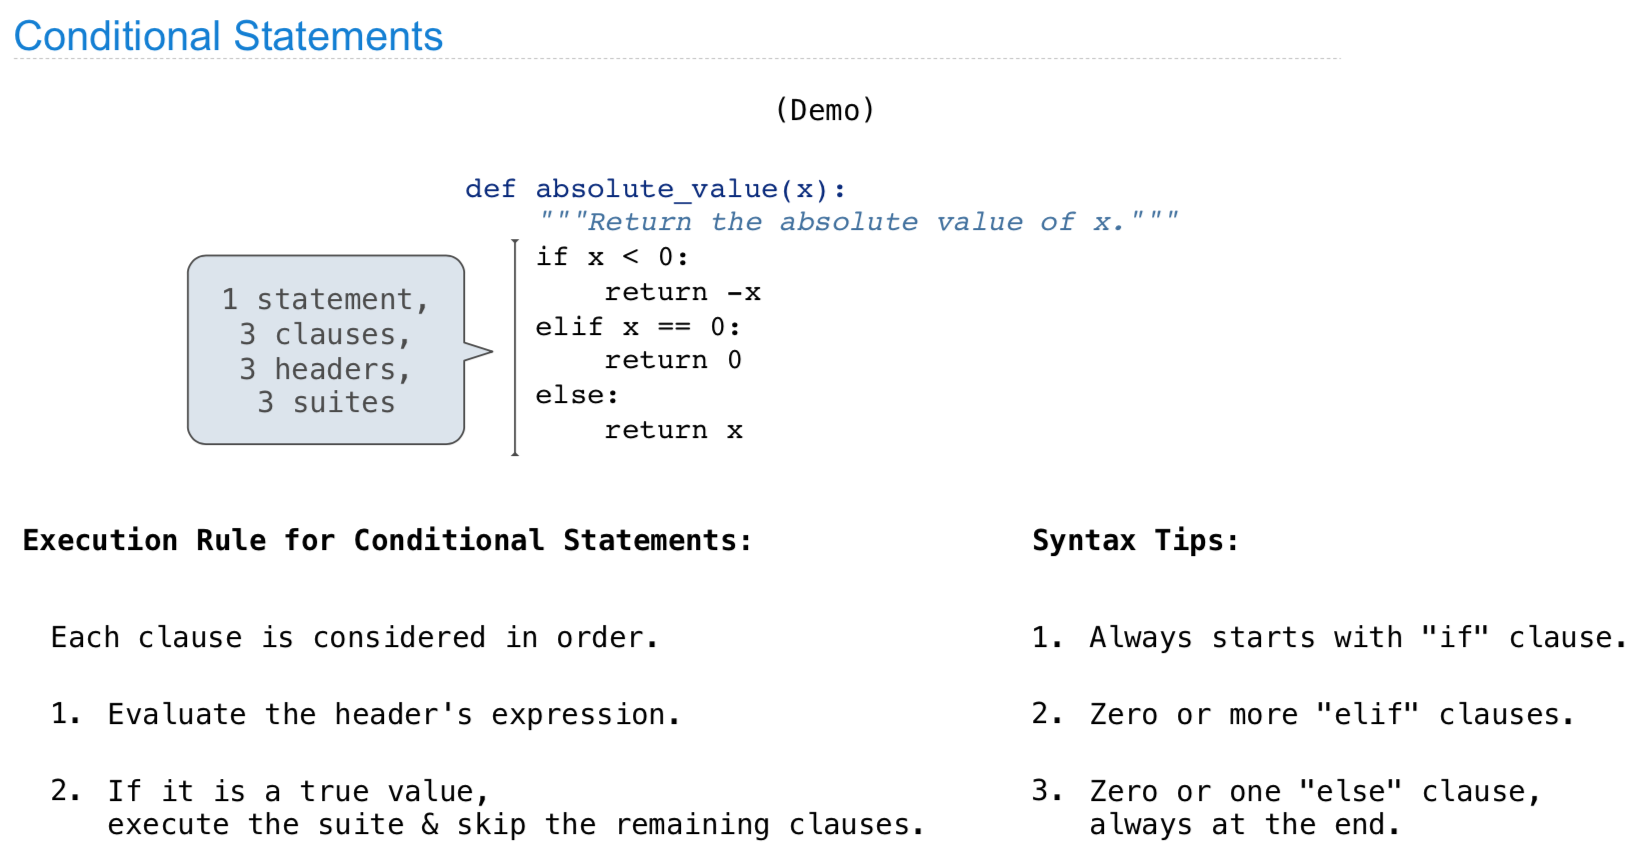 Conditional Statements
(Demo)
def absolute_value(x):
"""Return the absolute value of x."""
if x < 0:
return -x
elif x == 0:
return 0
else:
return x
1 statement,
3 clauses,
3 headers,
3 suites
Execution Rule for Conditional Statements:
Each clause is considered in order.
1. Evaluate the header's expression.
2. If it is a true value,
execute the suite & skip the remaining clauses.
Syntax Tips:
1. Always starts with "if" clause.
2. Zero or more "elif" clauses.
3. Zero or one "else" clause,
always at the end.